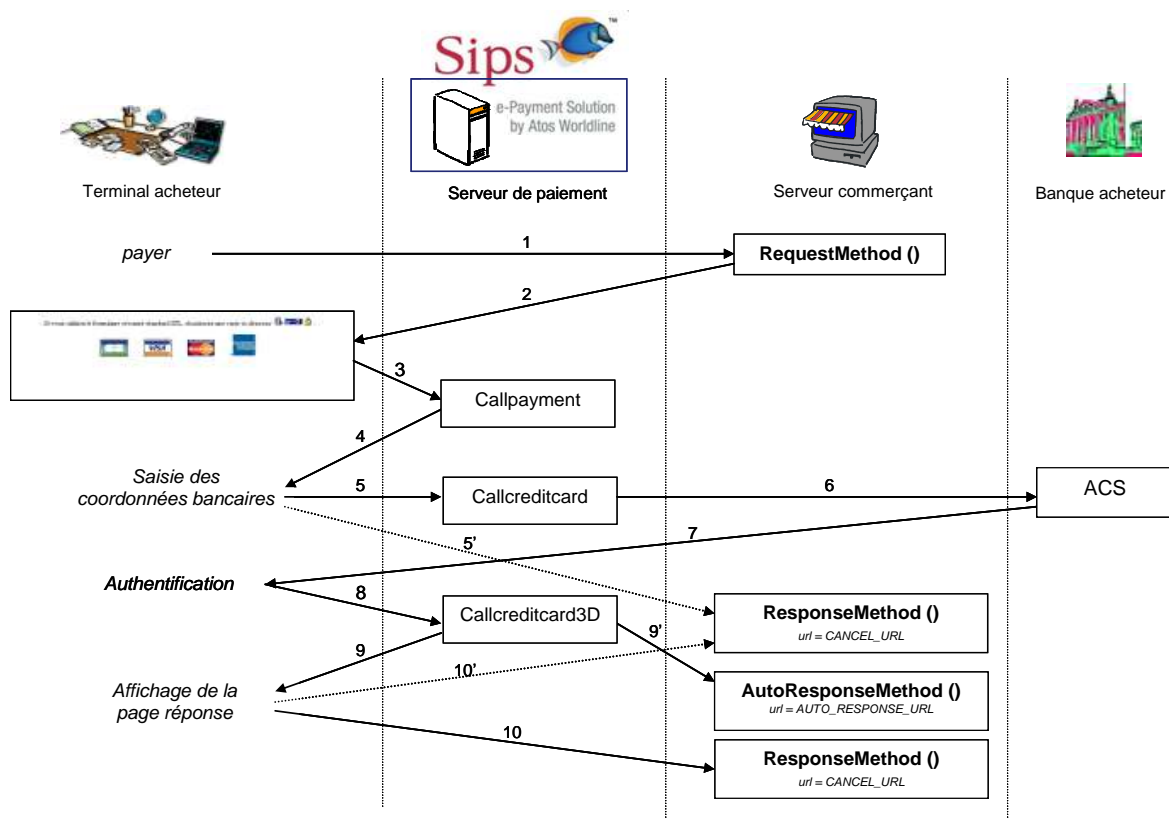 Sips
TM
e-Payment Solution
by Atos Worldline
Terminal acheteur
Serveur de paiement
Serveur commerçant
Banque acheteur
payer
1
RequestMethod ()
2
VISA
3
Callpayment
4
Saisie des
coordonnées bancaires
5
Callcreditcard
6
ACS
7
5'
Authentification
8
Callcreditcard3D
ResponseMethod ()
url = CANCEL_URL
9
9'
10'
Affichage de la
page réponse
AutoResponseMethod ()
url = AUTO_RESPONSE_URL
10
ResponseMethod ()
url = CANCEL_URL